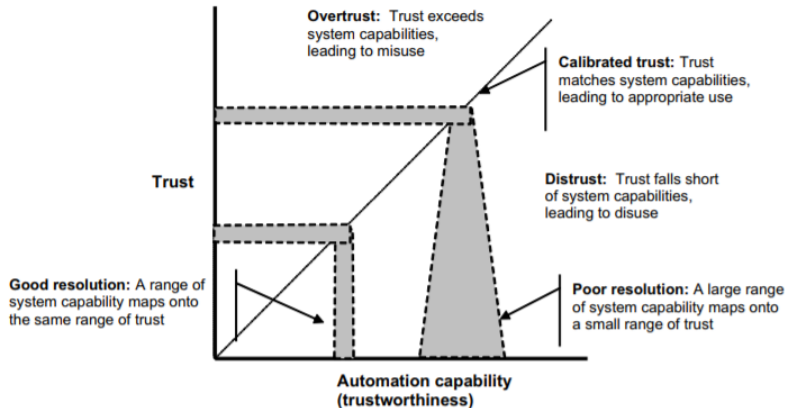 Overtrust: Trust exceeds
system capabilities,
leading to misuse
Calibrated trust: Trust
matches system capabilities,
leading to appropriate use
Trust
Distrust: Trust falls short
of system capabilities,
leading to disuse
Good resolution: A range of
system capability maps onto
the same range of trust
Poor resolution: A large range
of system capability maps onto
a small range of trust
Automation capability
(trustworthiness)